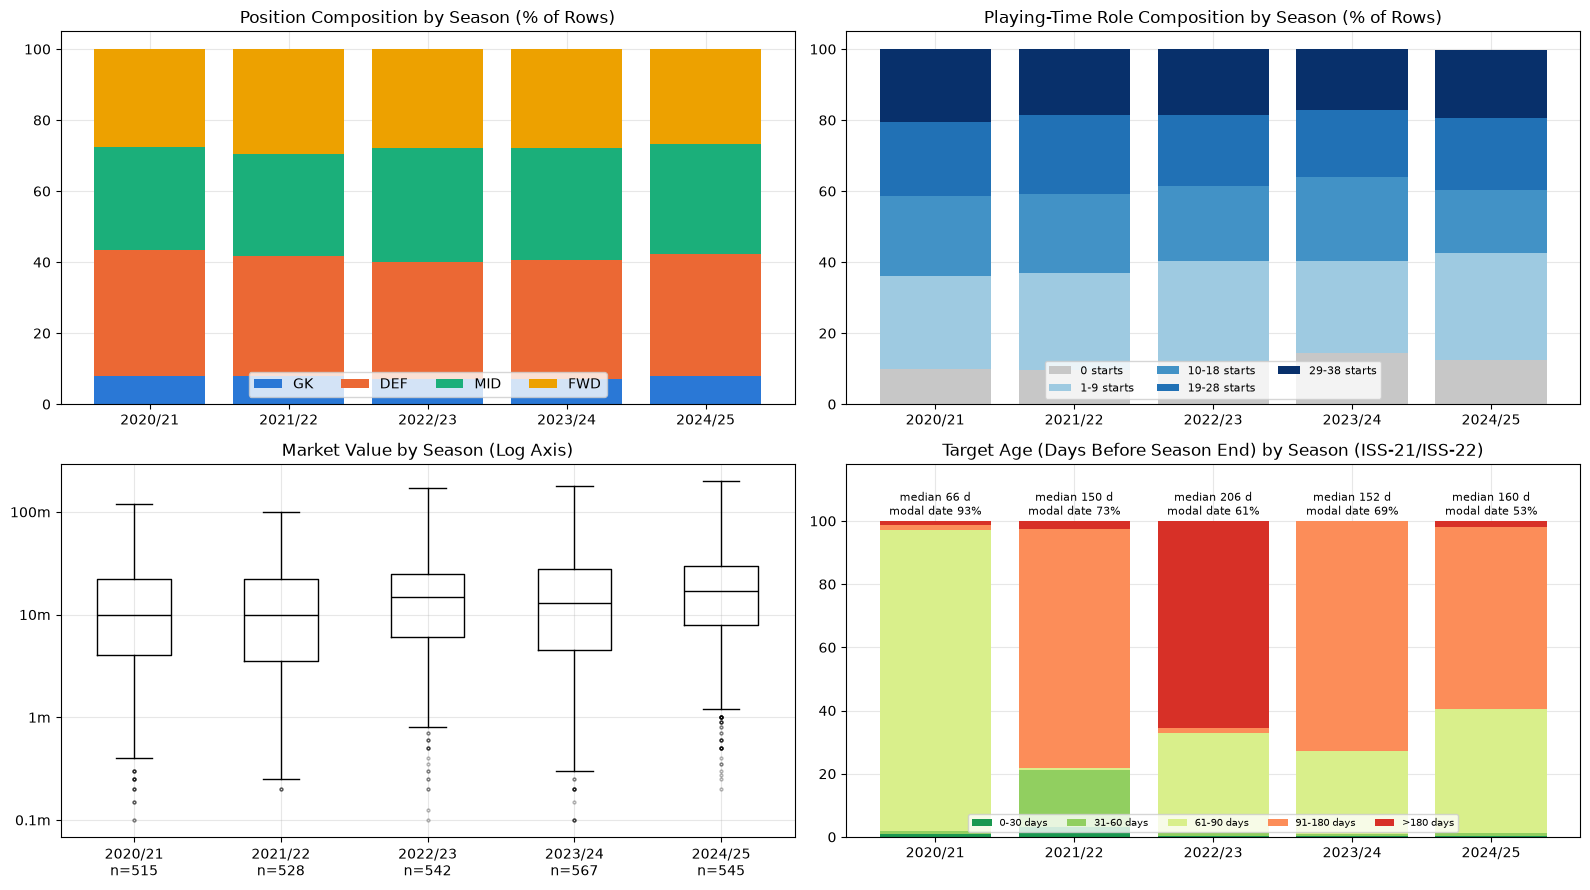 Position Composition by Season (% of Rows)
100
80
60
40
20
0
GK DEF MID FWD
2020/21 2021/22 2022/23 2023/24 2024/25
Playing-Time Role Composition by Season (% of Rows)
100
80
60
40
20
0
0 starts 10-18 starts 29-38 starts
1-9 starts 19-28 starts
2020/21 2021/22 2022/23 2023/24 2024/25
Market Value by Season (Log Axis)
100m
10m
1m
0.1m
2020/21 2021/22 2022/23 2023/24 2024/25
n=515 n=528 n=542 n=567 n=545
Target Age (Days Before Season End) by Season (ISS-21/ISS-22)
median 66 d median 150 d median 206 d median 152 d median 160 d
modal date 93% modal date 73% modal date 61% modal date 69% modal date 53%
100
80
60
40
20
0
0-30 days 31-60 days 61-90 days 91-180 days >180 days
2020/21 2021/22 2022/23 2023/24 2024/25